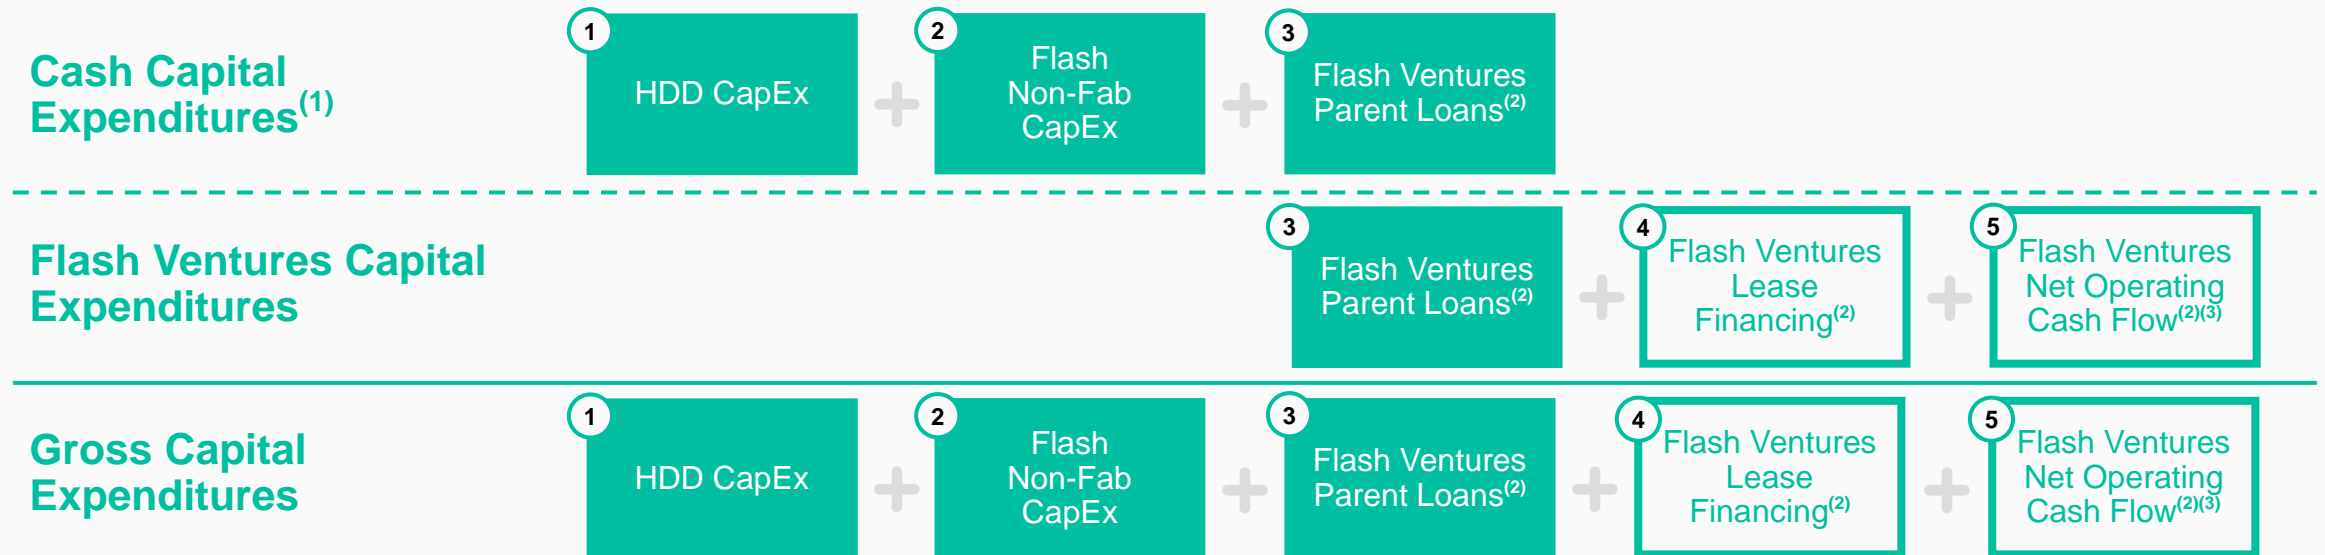 Cash Capital
Expenditures(1)
1
HDD CapEx
2
Flash
Non-Fab
CapEx
3
Flash Ventures
Parent Loans(2)
Flash Ventures Capital
Expenditures
3
Flash Ventures
Parent Loans(2)
4
Flash Ventures
Lease
Financing(2)
5
Flash Ventures
Net Operating
Cash Flow(2)(3)
Gross Capital
Expenditures
1
HDD CapEx
2
Flash
Non-Fab
CapEx
3
Flash Ventures
Parent Loans(2)
4
Flash Ventures
Lease
Financing(2)
5
Flash Ventures
Net Operating
Cash Flow(2)(3)